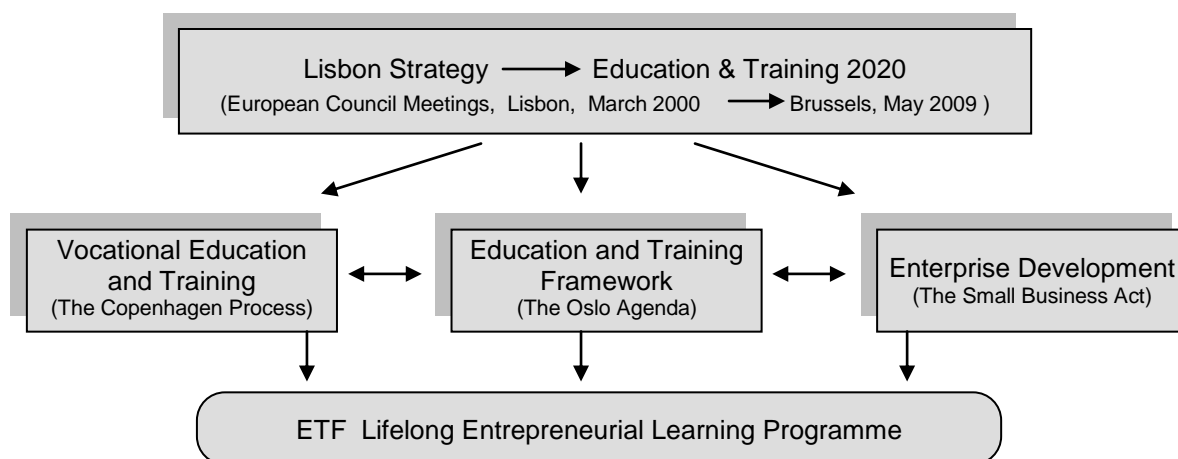 Lisbon Strategy Education & Training 2020
(European Council Meetings, Lisbon, March 2000 Brussels, May 2009 )
Vocational Education
and Training
(The Copenhagen Process)
Education and Training
Framework
(The Oslo Agenda)
Enterprise Development
(The Small Business Act)
ETF Lifelong Entrepreneurial Learning Programme